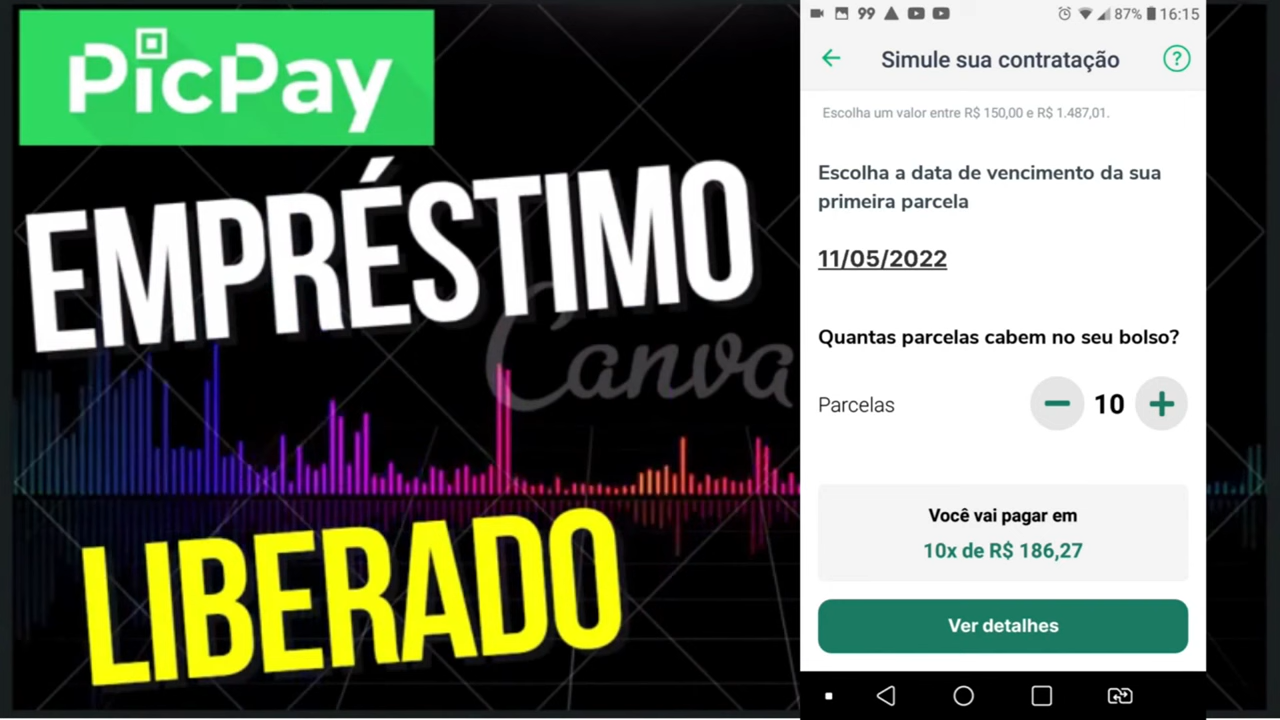 PicPay
EMPRÉSTIMO
Canva
LIBERADO
99
87% 16:15
Simule sua contratação
?
Escolha um valor entre R$ 150,00 e R$ 1.487,01.
Escolha a data de vencimento da sua
primeira parcela
11/05/2022
Quantas parcelas cabem no seu bolso?
Parcelas − 10 +
Você vai pagar em
10x de R$ 186,27
Ver detalhes